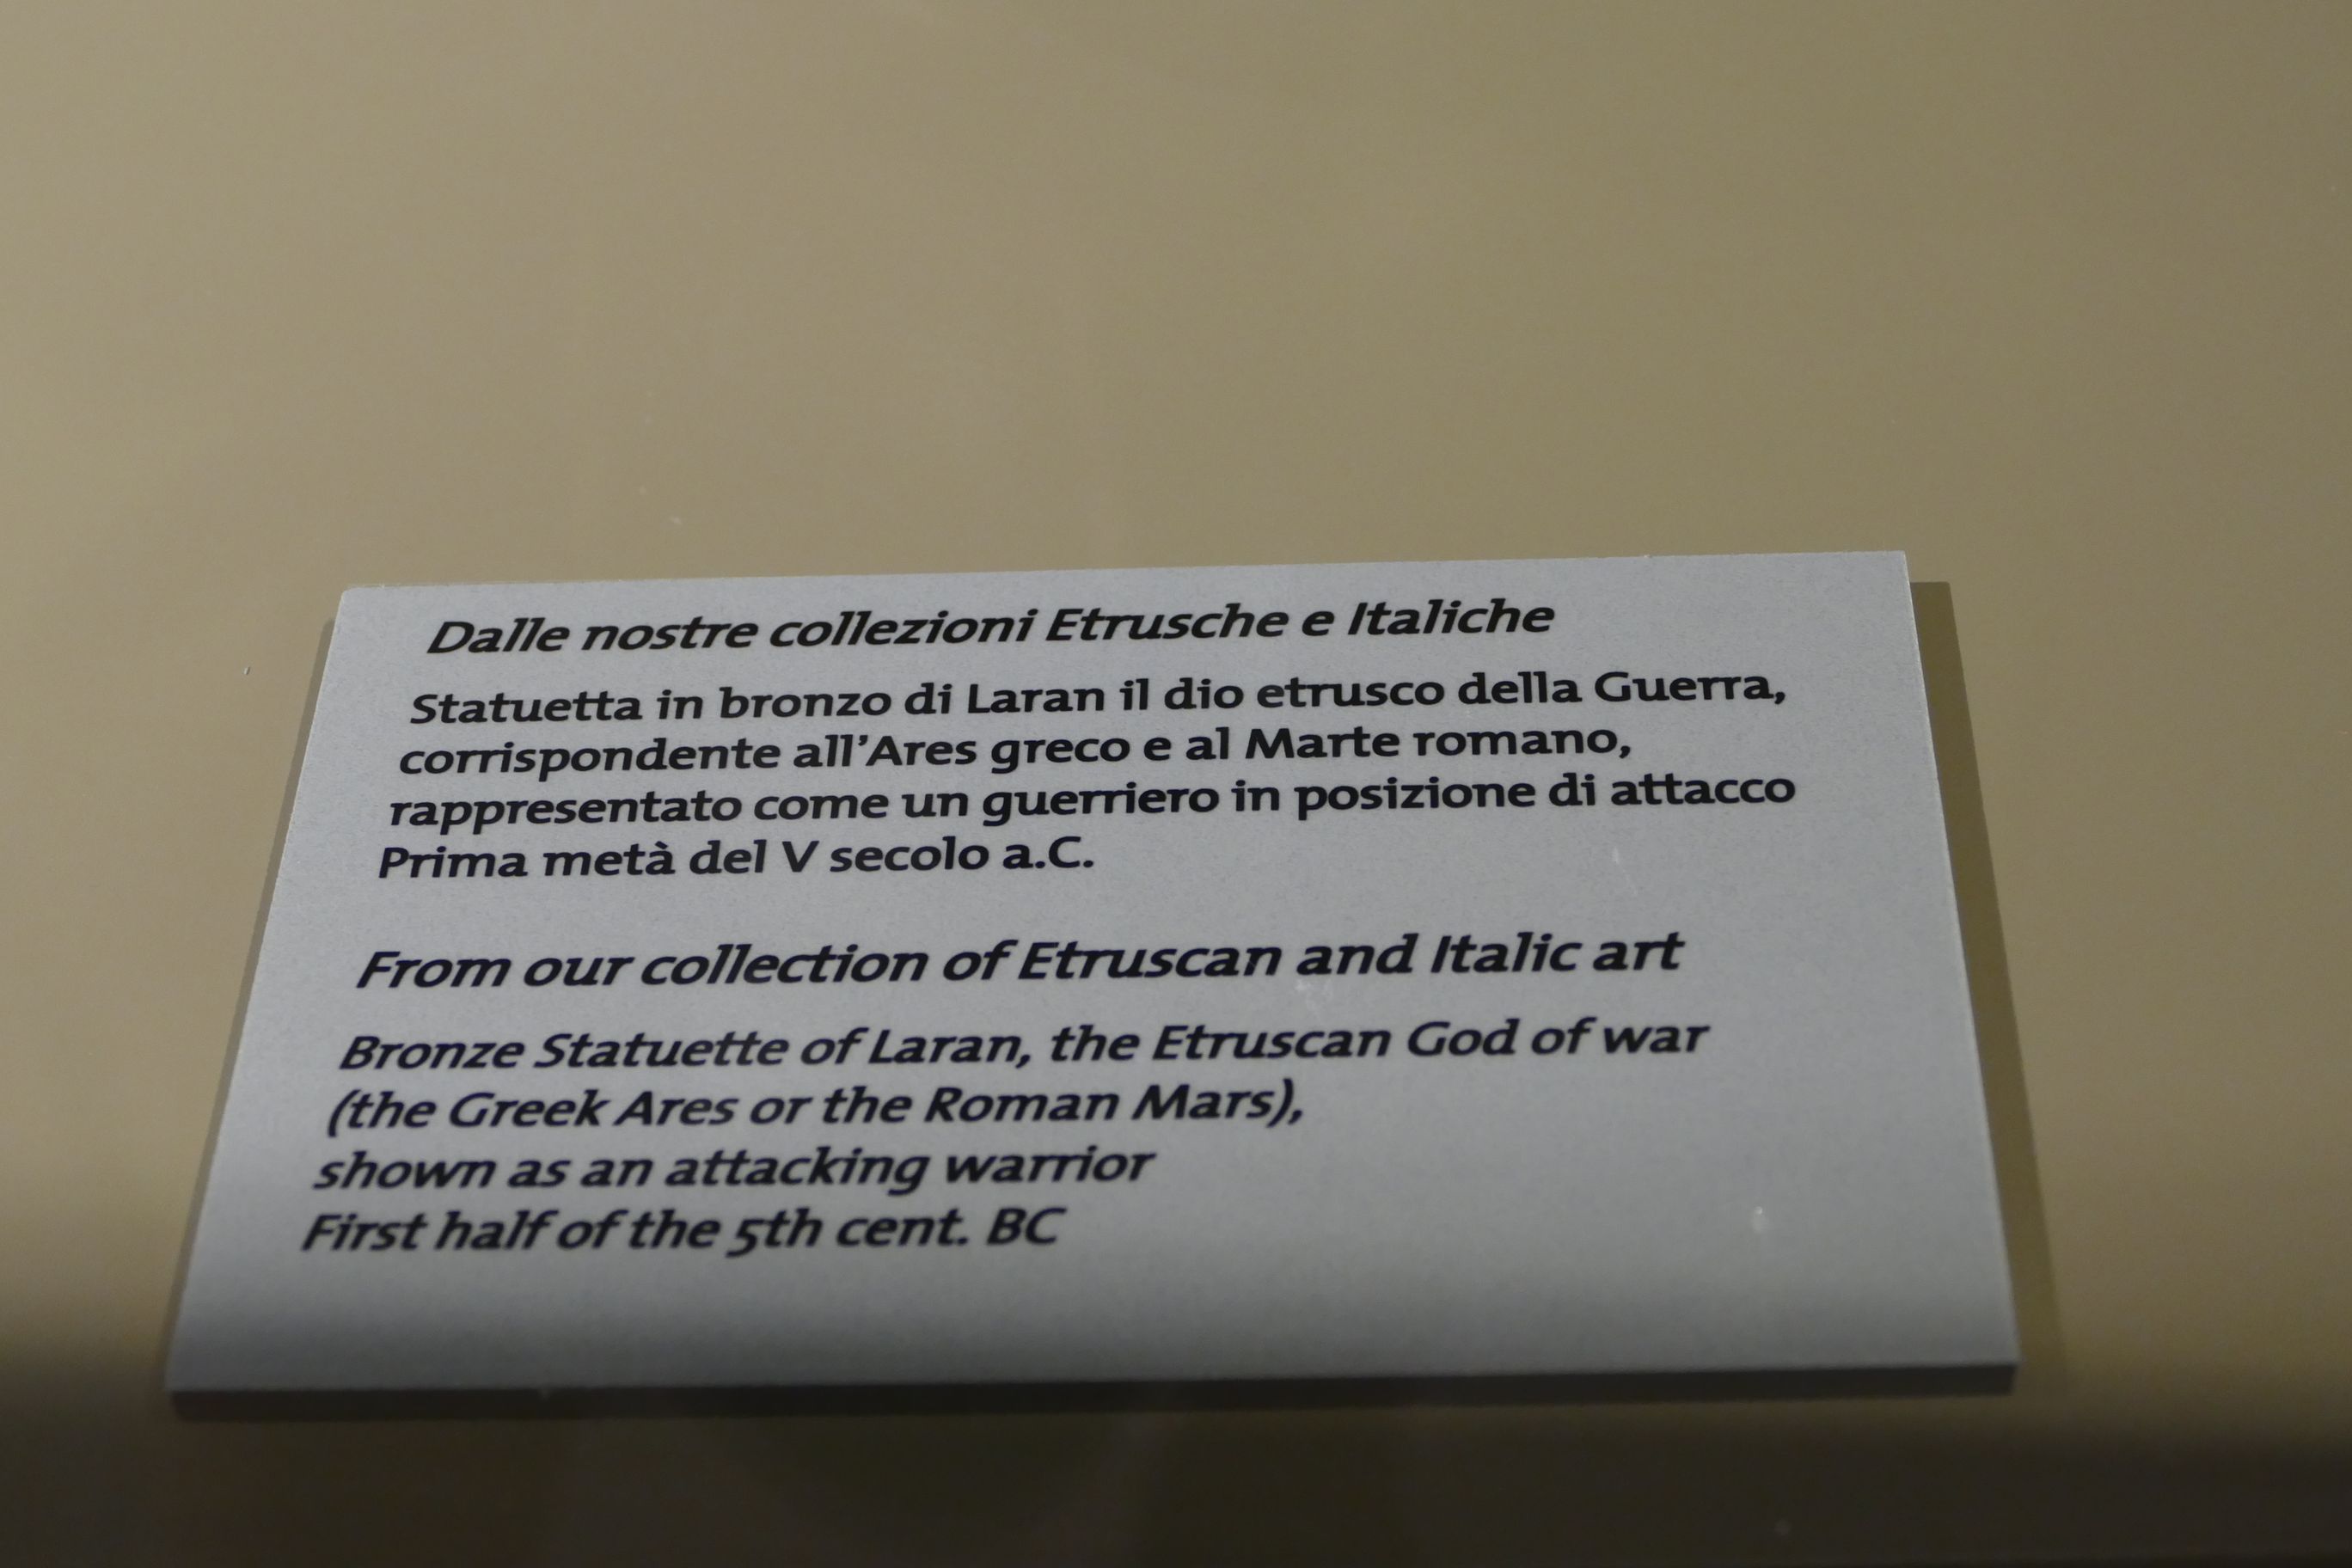 Dalle nostre collezioni Etrusche e Italiche
Statuetta in bronzo di Laran il dio etrusco della Guerra,
corrispondente all'Ares greco e al Marte romano,
rappresentato come un guerriero in posizione di attacco
Prima metà del V secolo a.C.
From our collection of Etruscan and Italic art
Bronze Statuette of Laran, the Etruscan God of war
(the Greek Ares or the Roman Mars),
shown as an attacking warrior
First half of the 5th cent. BC